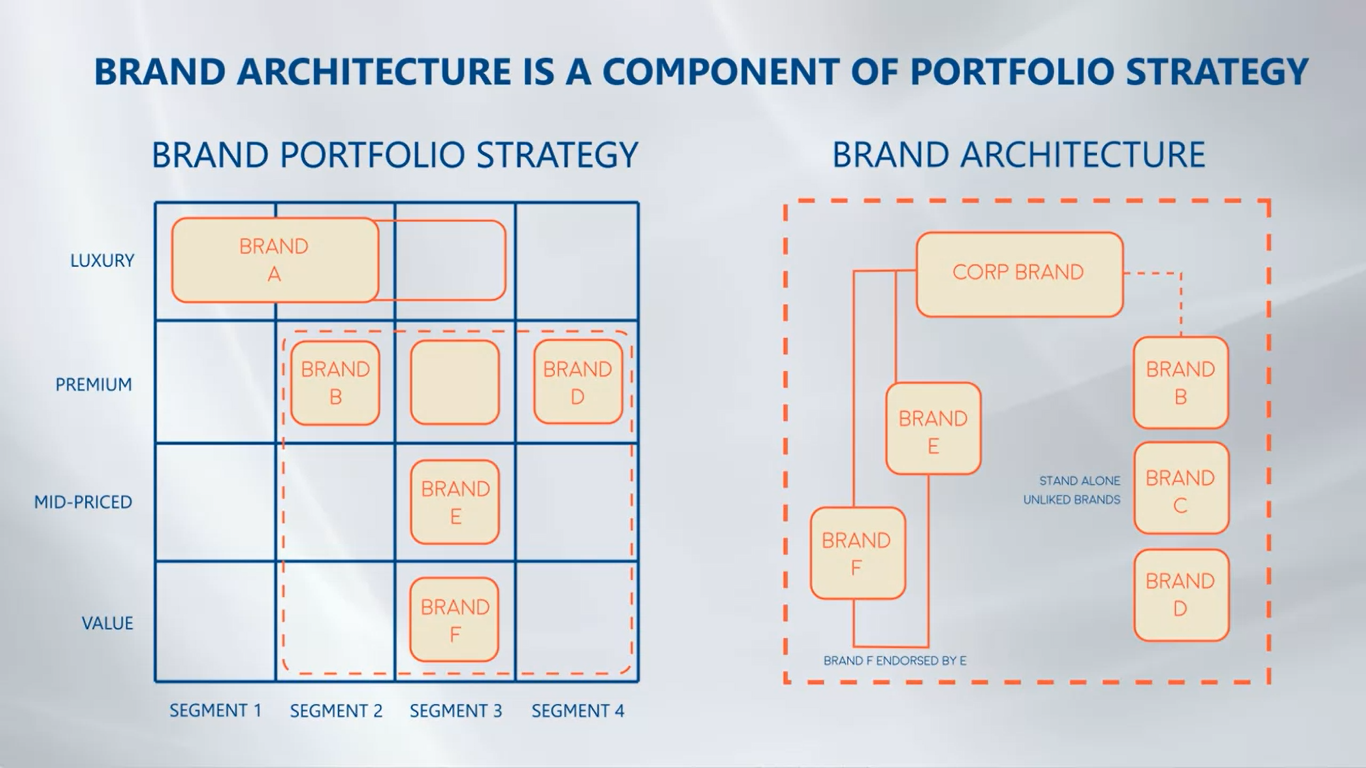 BRAND ARCHITECTURE IS A COMPONENT OF PORTFOLIO STRATEGY
BRAND PORTFOLIO STRATEGY
LUXURY
BRAND
A
PREMIUM
BRAND
B
BRAND
D
MID-PRICED
BRAND
E
VALUE
BRAND
F
SEGMENT 1
SEGMENT 2
SEGMENT 3
SEGMENT 4
BRAND ARCHITECTURE
CORP BRAND
BRAND
B
BRAND
E
STAND ALONE
UNLIKED BRANDS
BRAND
C
BRAND
F
BRAND
D
BRAND F ENDORSED BY E